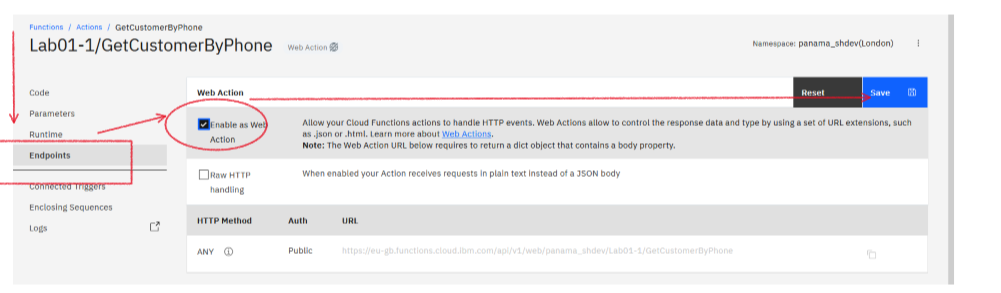 Functions / Actions / GetCustomerByPhone
Lab01-1/GetCustomerByPhone Web Action
Namespace: panama_shdev(London)
Code
Parameters
Runtime
Endpoints
Connected Triggers
Enclosing Sequences
Logs
Web Action
Reset
Save
Enable as Web
Action
Allow your Cloud Functions actions to handle HTTP events. Web Actions allow to control the response data and type by using a set of URL extensions, such
as .json or .html. Learn more about Web Actions.
Note: The Web Action URL below requires to return a dict object that contains a body property.
Raw HTTP
handling
When enabled your Action receives requests in plain text instead of a JSON body
HTTP Method Auth URL
ANY Public https://eu-gb.functions.cloud.ibm.com/api/v1/web/panama_shdev/Lab01-1/GetCustomerByPhone